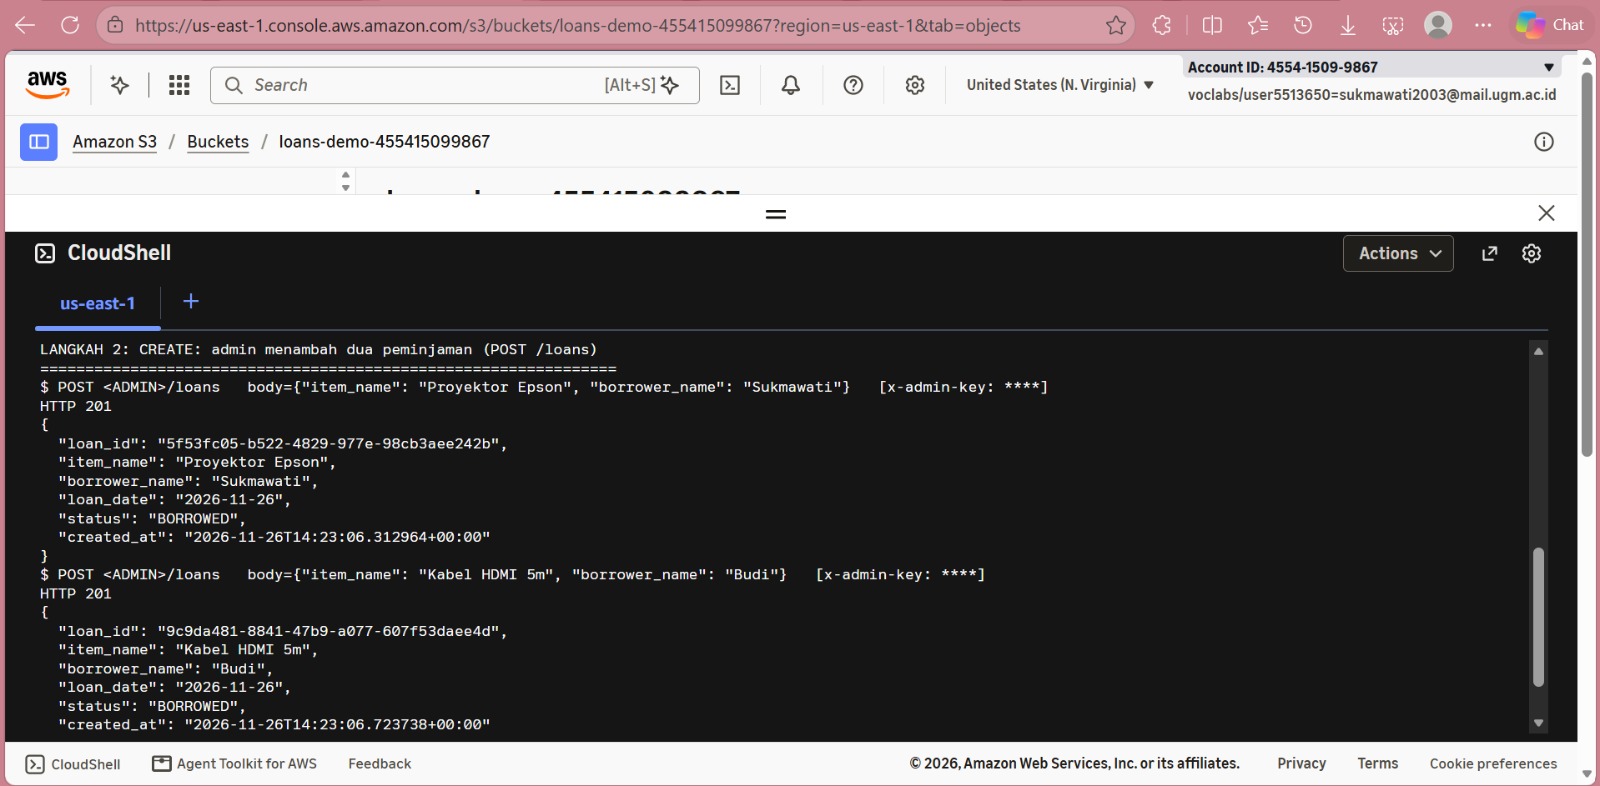 https://us-east-1.console.aws.amazon.com/s3/buckets/loans-demo-455415099867?region=us-east-1&tab=objects
Chat
aws
Search
[Alt+S]
United States (N. Virginia)
Account ID: 4554-1509-9867
voclabs/user5513650=sukmawati2003@mail.ugm.ac.id
Amazon S3 / Buckets / loans-demo-455415099867
CloudShell
Actions
us-east-1
+
LANGKAH 2: CREATE: admin menambah dua peminjaman (POST /loans)
================================================================
$ POST <ADMIN>/loans   body={"item_name": "Proyektor Epson", "borrower_name": "Sukmawati"}   [x-admin-key: ****]
HTTP 201
{
  "loan_id": "5f53fc05-b522-4829-977e-98cb3aee242b",
  "item_name": "Proyektor Epson",
  "borrower_name": "Sukmawati",
  "loan_date": "2026-11-26",
  "status": "BORROWED",
  "created_at": "2026-11-26T14:23:06.312964+00:00"
}
$ POST <ADMIN>/loans   body={"item_name": "Kabel HDMI 5m", "borrower_name": "Budi"}   [x-admin-key: ****]
HTTP 201
{
  "loan_id": "9c9da481-8841-47b9-a077-607f53daee4d",
  "item_name": "Kabel HDMI 5m",
  "borrower_name": "Budi",
  "loan_date": "2026-11-26",
  "status": "BORROWED",
  "created_at": "2026-11-26T14:23:06.723738+00:00"
CloudShell
Agent Toolkit for AWS
Feedback
© 2026, Amazon Web Services, Inc. or its affiliates.
Privacy
Terms
Cookie preferences